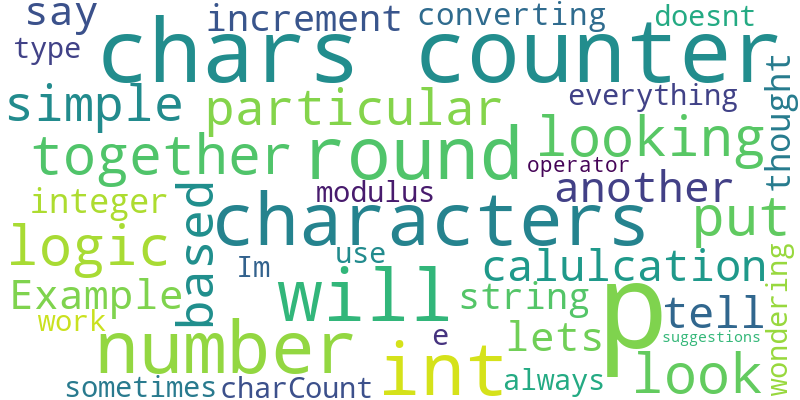 say increment converting doesnt
type chars counter
simple particular everything thought
together round looking
operator
integer modulus another
based characters put
logic use
Im calulcation wondering
Example will string p tell
work number e lets suggestions
int look
sometimes charCount always